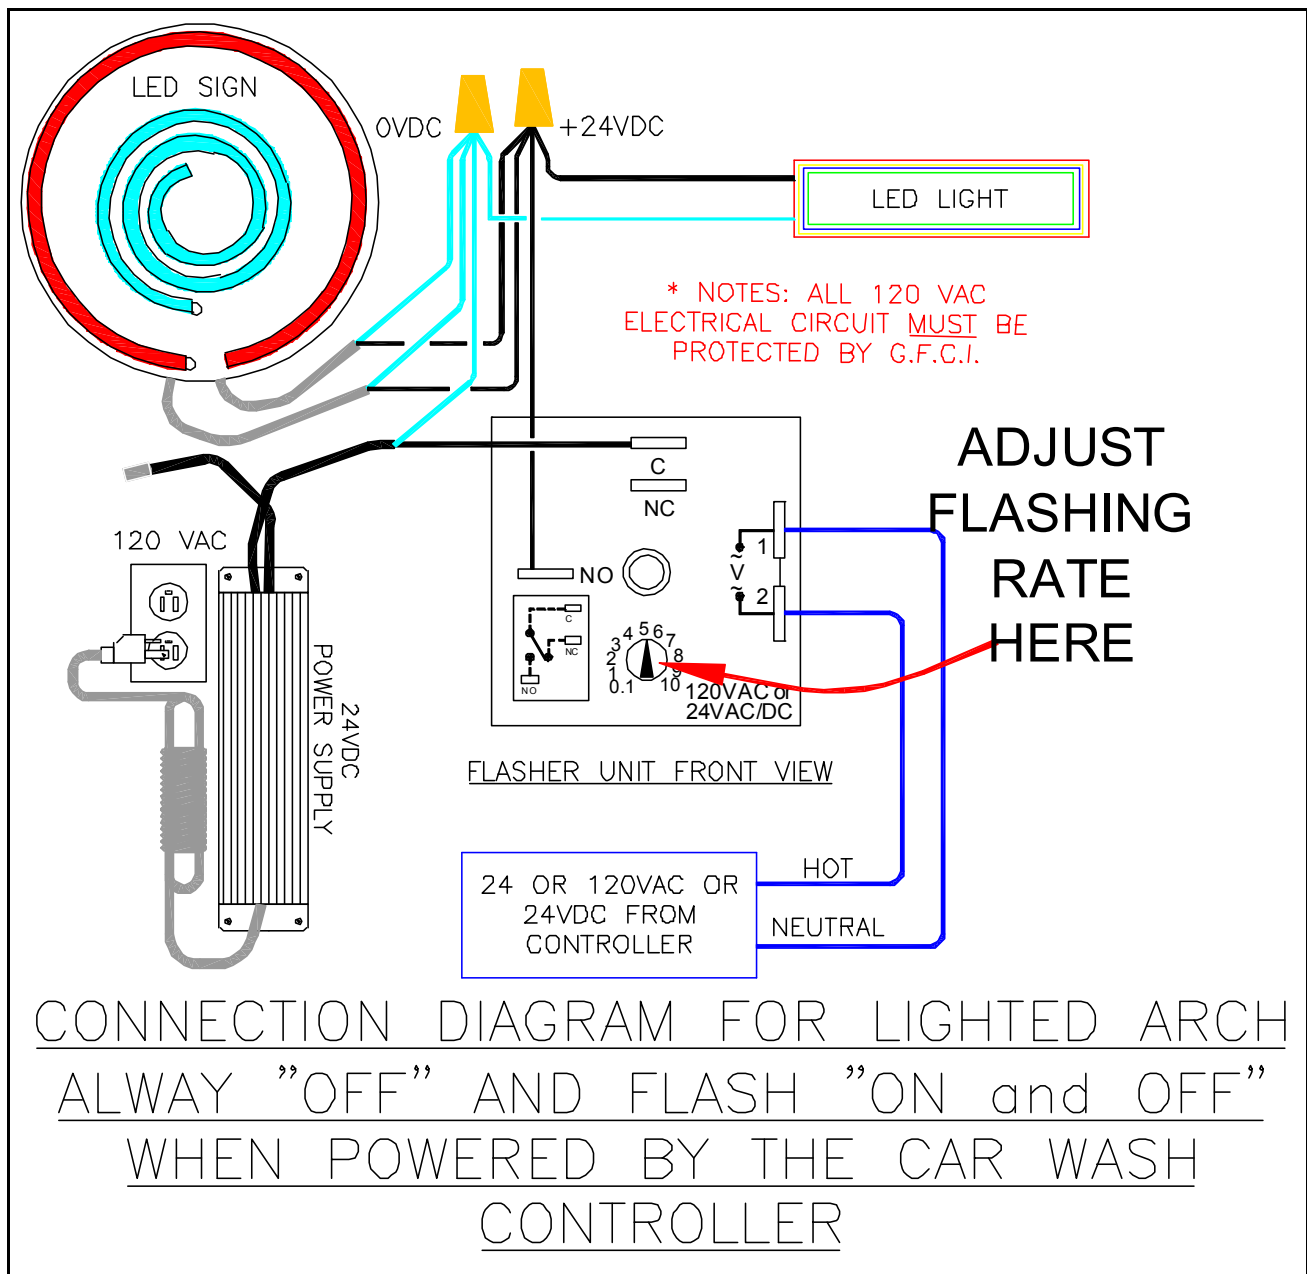 LED SIGN
0VDC
+24VDC
LED LIGHT
* NOTES: ALL 120 VAC
ELECTRICAL CIRCUIT MUST BE
PROTECTED BY G.F.C.I.
ADJUST
FLASHING
RATE
HERE
C
NC
NO
1
~
V
~
2
C
NC
NO
0.1
1
2
3
4
5
6
7
8
9
10
120VAC or
24VAC/DC
120 VAC
24VDC
POWER SUPPLY
FLASHER UNIT FRONT VIEW
24 OR 120VAC OR
24VDC FROM
CONTROLLER
HOT
NEUTRAL
CONNECTION DIAGRAM FOR LIGHTED ARCH
ALWAY "OFF" AND FLASH "ON and OFF"
WHEN POWERED BY THE CAR WASH
CONTROLLER